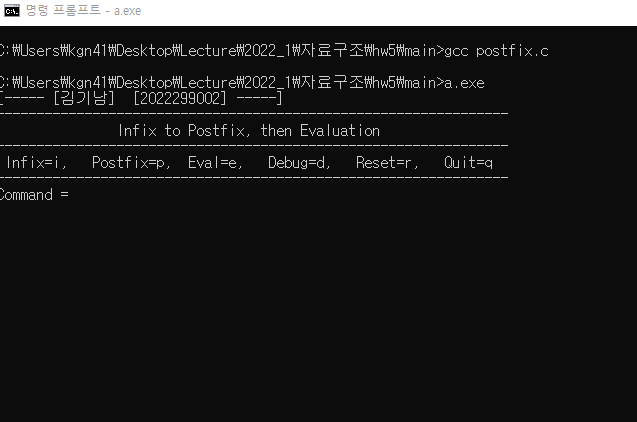 명령 프롬프트 - a.exe
C:₩Users₩kgn41₩Desktop₩Lecture₩2022_1₩자료구조₩hw5₩main>gcc postfix.c
C:₩Users₩kgn41₩Desktop₩Lecture₩2022_1₩자료구조₩hw5₩main>a.exe
[----- [김기남]  [2022299002] -----]
----------------------------------------------------------------
Infix to Postfix, then Evaluation
----------------------------------------------------------------
Infix=i,   Postfix=p,  Eval=e,   Debug=d,   Reset=r,   Quit=q
----------------------------------------------------------------
Command =